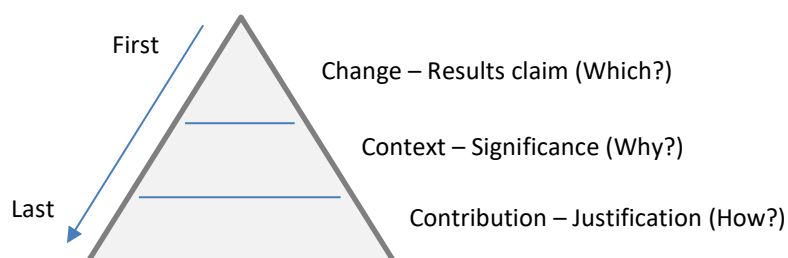 First
Change – Results claim (Which?)
Context – Significance (Why?)
Last
Contribution – Justification (How?)